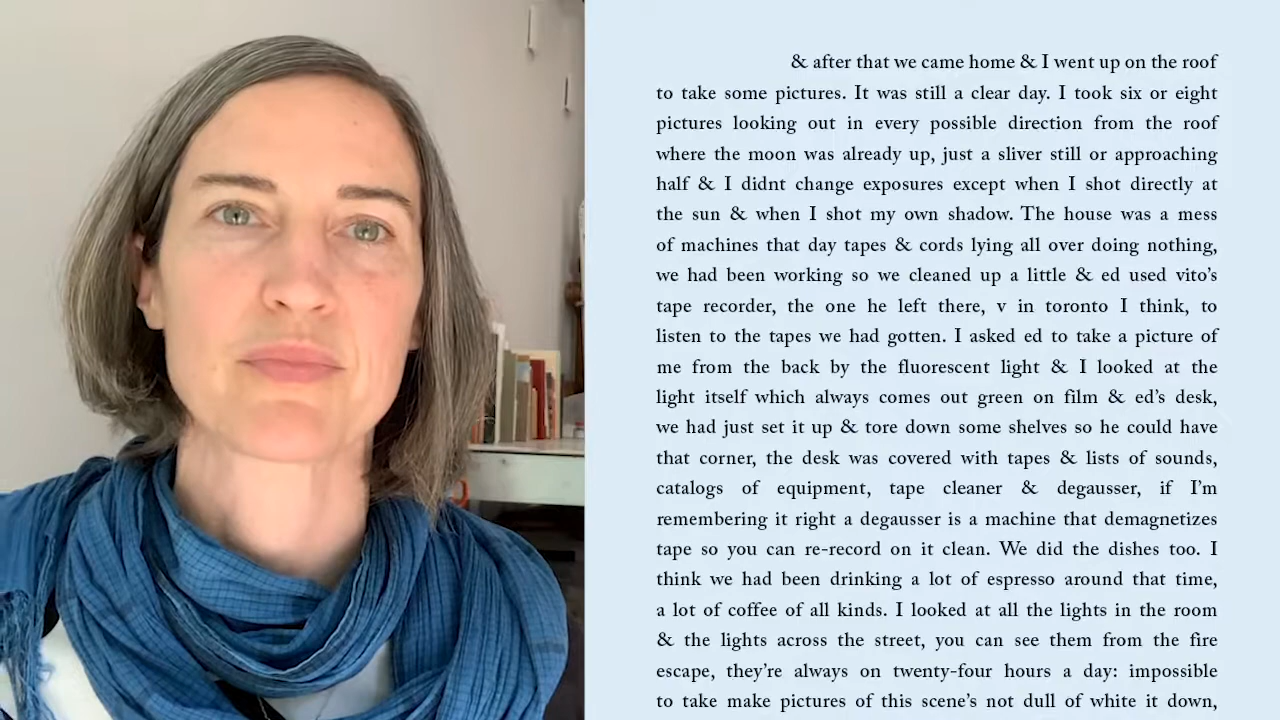 & after that we came home & I went up on the roof
to take some pictures. It was still a clear day. I took six or eight
pictures looking out in every possible direction from the roof
where the moon was already up, just a sliver still or approaching
half & I didnt change exposures except when I shot directly at
the sun & when I shot my own shadow. The house was a mess
of machines that day tapes & cords lying all over doing nothing,
we had been working so we cleaned up a little & ed used vito's
tape recorder, the one he left there, v in toronto I think, to
listen to the tapes we had gotten. I asked ed to take a picture of
me from the back by the fluorescent light & I looked at the
light itself which always comes out green on film & ed's desk,
we had just set it up & tore down some shelves so he could have
that corner, the desk was covered with tapes & lists of sounds,
catalogs of equipment, tape cleaner & degausser, if I'm
remembering it right a degausser is a machine that demagnetizes
tape so you can re-record on it clean. We did the dishes too. I
think we had been drinking a lot of espresso around that time,
a lot of coffee of all kinds. I looked at all the lights in the room
& the lights across the street, you can see them from the fire
escape, they're always on twenty-four hours a day: impossible
to take make pictures of this scene's not dull of white it down,